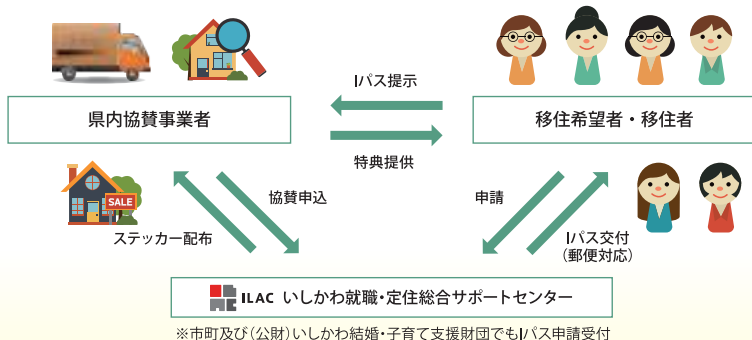 Iパス提示
県内協賛事業者
移住希望者・移住者
特典提供
SALE
協賛申込
申請
ステッカー配布
Iパス交付
(郵便対応)
ILAC いしかわ就職・定住総合サポートセンター
※市町及び(公財)いしかわ結婚・子育て支援財団でもIパス申請受付